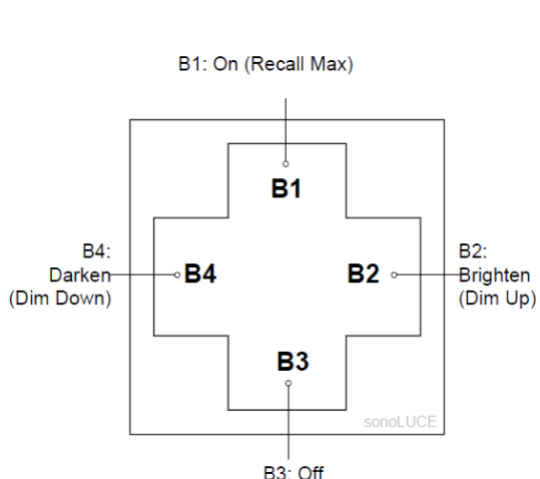 B1: On (Recall Max)
B1
B4:
Darken
(Dim Down)
B4
B2
B2:
Brighten
(Dim Up)
B3
sonoLUCE
B3: Off